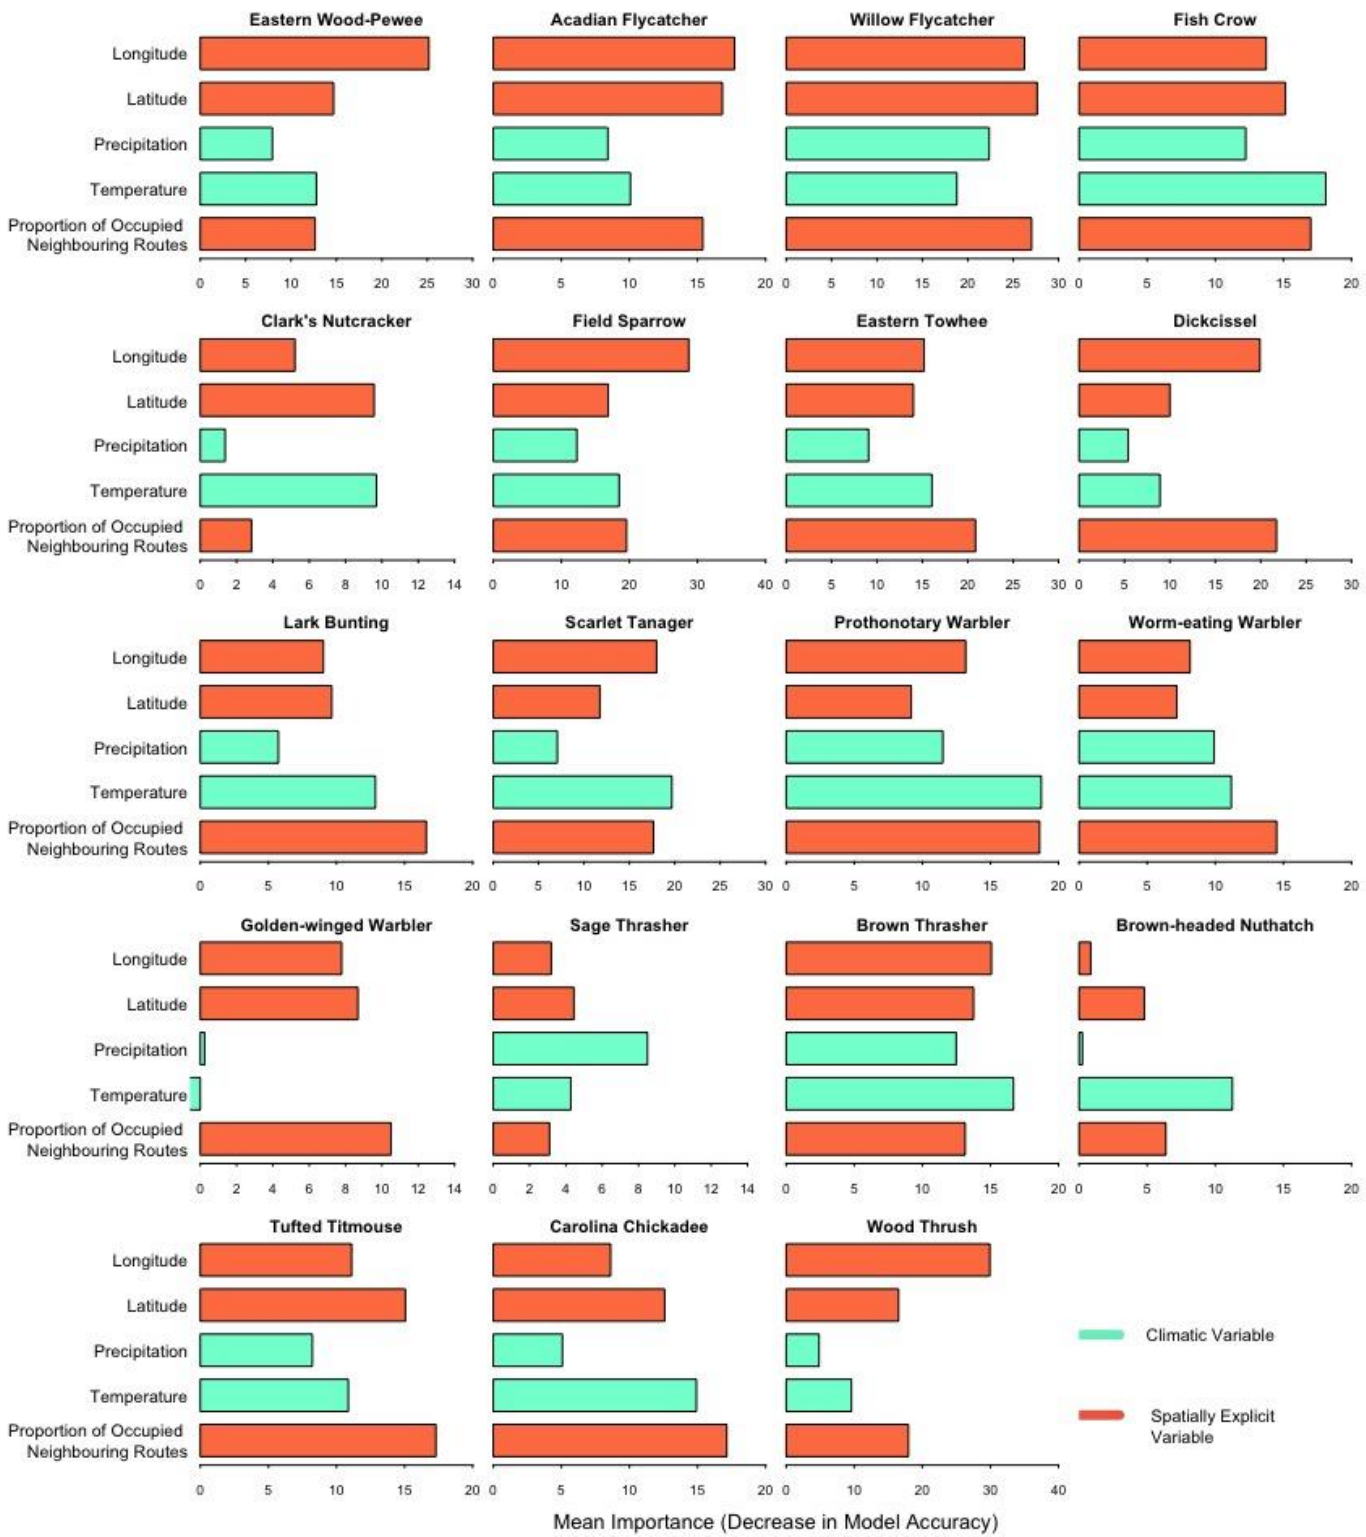 Eastern Wood-Pewee Acadian Flycatcher Willow Flycatcher Fish Crow
Longitude
Latitude
Precipitation
Temperature
Proportion of Occupied
Neighbouring Routes
0 5 10 15 20 25 30 0 5 10 15 20 0 5 10 15 20 25 30 0 5 10 15 20
Clark's Nutcracker Field Sparrow Eastern Towhee Dickcissel
Longitude
Latitude
Precipitation
Temperature
Proportion of Occupied
Neighbouring Routes
0 2 4 6 8 10 12 14 0 10 20 30 40 0 5 10 15 20 25 30 0 5 10 15 20 25 30
Lark Bunting Scarlet Tanager Prothonotary Warbler Worm-eating Warbler
Longitude
Latitude
Precipitation
Temperature
Proportion of Occupied
Neighbouring Routes
0 5 10 15 20 0 5 10 15 20 25 30 0 5 10 15 20 0 5 10 15 20
Golden-winged Warbler Sage Thrasher Brown Thrasher Brown-headed Nuthatch
Longitude
Latitude
Precipitation
Temperature
Proportion of Occupied
Neighbouring Routes
0 2 4 6 8 10 12 14 0 2 4 6 8 10 12 14 0 5 10 15 20 0 5 10 15 20
Tufted Titmouse Carolina Chickadee Wood Thrush
Longitude
Latitude
Precipitation
Temperature
Proportion of Occupied
Neighbouring Routes
0 5 10 15 20 0 5 10 15 20 0 10 20 30 40
Climatic Variable
Spatially Explicit
Variable
Mean Importance (Decrease in Model Accuracy)